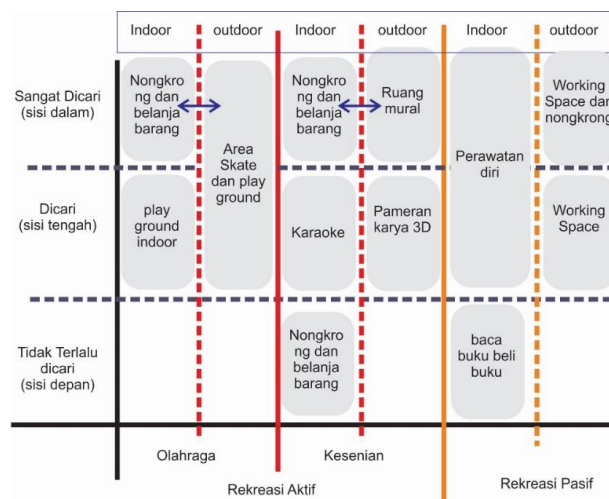 Indoor
outdoor
Indoor
outdoor
Indoor
outdoor
Sangat Dicari
(sisi dalam)
Nongkro
ng dan
belanja
barang
Area
Skate
dan play
ground
Nongkro
ng dan
belanja
barang
Ruang
mural
Perawatan
diri
Working
Space dan
nongkrong
Dicari
(sisi tengah)
play
ground
indoor
Karaoke
Pameran
karya 3D
Working
Space
Tidak Terlalu
dicari
(sisi depan)
Nongkro
ng dan
belanja
barang
baca
buku beli
buku
Olahraga
Kesenian
Rekreasi Aktif
Rekreasi Pasif